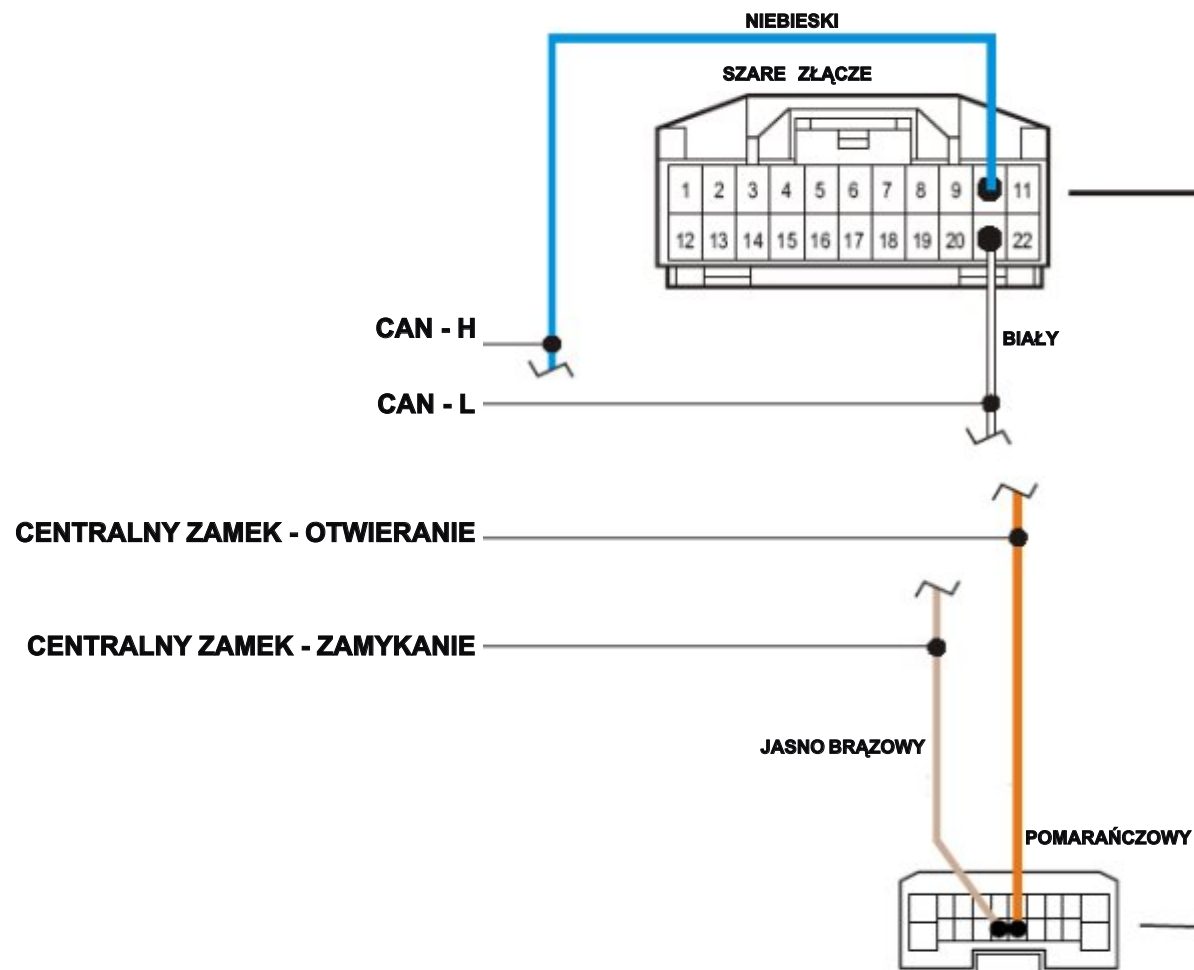 NIEBIESKI
SZARE ZŁĄCZE
1 2 3 4 5 6 7 8 9 11
12 13 14 15 16 17 18 19 20 22
CAN - H
BIAŁY
CAN - L
CENTRALNY ZAMEK - OTWIERANIE
CENTRALNY ZAMEK - ZAMYKANIE
JASNO BRĄZOWY
POMARAŃCZOWY